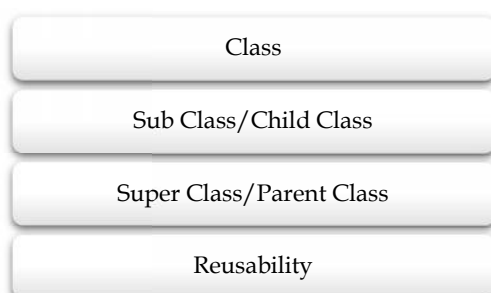 Class
Sub Class/Child Class
Super Class/Parent Class
Reusability